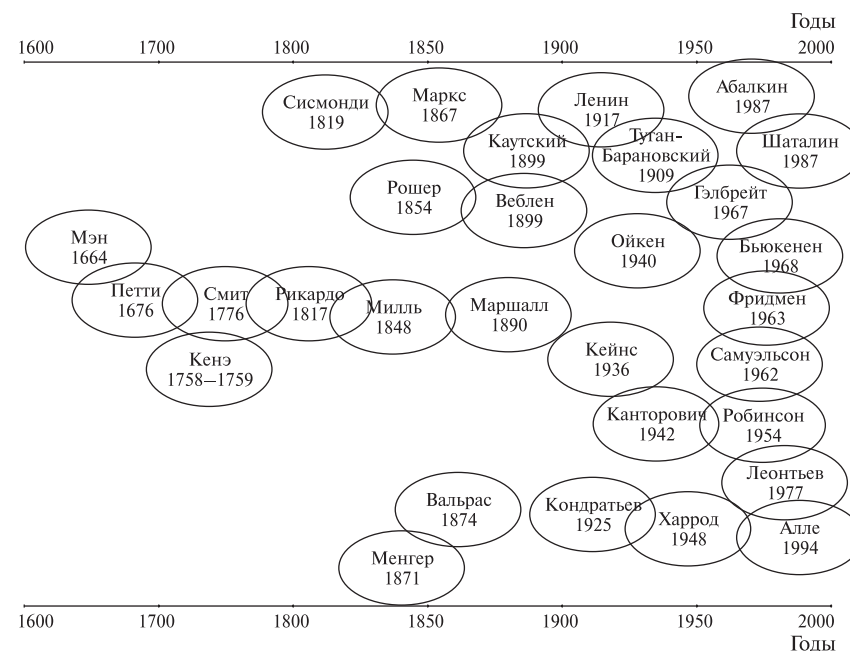 Годы
1600 1700 1800 1850 1900 1950 2000
Абалкин
1987
Маркс
1867
Сисмонди
1819
Ленин
1917
Каутский
1899
Туган-
Барановский
1909
Шаталин
1987
Рошер
1854
Веблен
1899
Гэлбрейт
1967
Мэн
1664
Ойкен
1940
Бьюкенен
1968
Петти
1676
Смит
1776
Рикардо
1817
Милль
1848
Маршалл
1890
Фридмен
1963
Кенэ
1758—1759
Кейнс
1936
Самуэльсон
1962
Канторович
1942
Робинсон
1954
Леонтьев
1977
Вальрас
1874
Кондратьев
1925
Харрод
1948
Алле
1994
Менгер
1871
1600 1700 1800 1850 1900 1950 2000
Годы